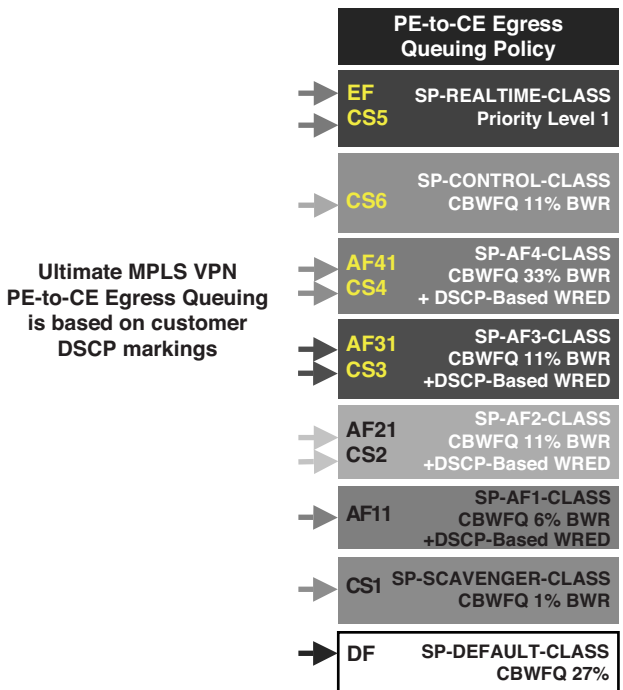 PE-to-CE Egress
Queuing Policy
EF
CS5
SP-REALTIME-CLASS
Priority Level 1
CS6
SP-CONTROL-CLASS
CBWFQ 11% BWR
Ultimate MPLS VPN
PE-to-CE Egress Queuing
is based on customer
DSCP markings
AF41
CS4
SP-AF4-CLASS
CBWFQ 33% BWR
+ DSCP-Based WRED
AF31
CS3
SP-AF3-CLASS
CBWFQ 11% BWR
+DSCP-Based WRED
AF21
CS2
SP-AF2-CLASS
CBWFQ 11% BWR
+DSCP-Based WRED
AF11
SP-AF1-CLASS
CBWFQ 6% BWR
+DSCP-Based WRED
CS1
SP-SCAVENGER-CLASS
CBWFQ 1% BWR
DF
SP-DEFAULT-CLASS
CBWFQ 27%